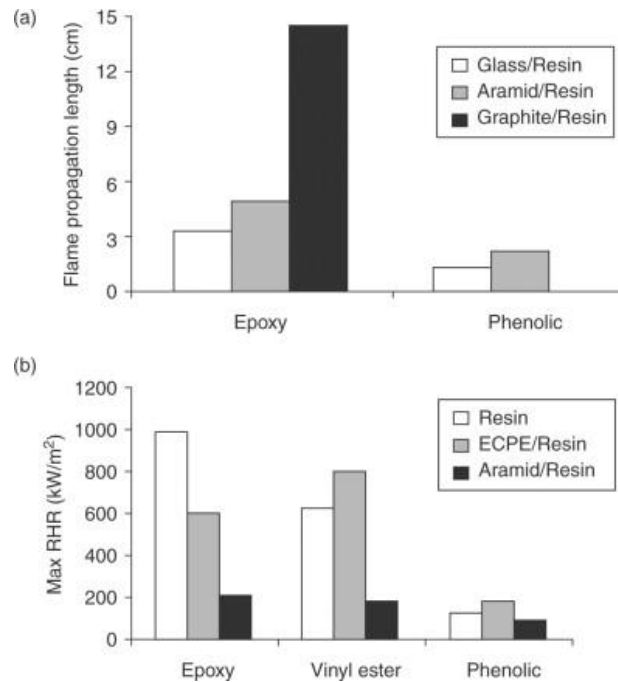 (a)
Flame propagation length (cm)
15
12
9
6
3
0
Glass/Resin
Aramid/Resin
Graphite/Resin
Epoxy Phenolic
(b)
Max RHR (kW/m²)
1200
1000
800
600
400
200
0
Resin
ECPE/Resin
Aramid/Resin
Epoxy Vinyl ester Phenolic